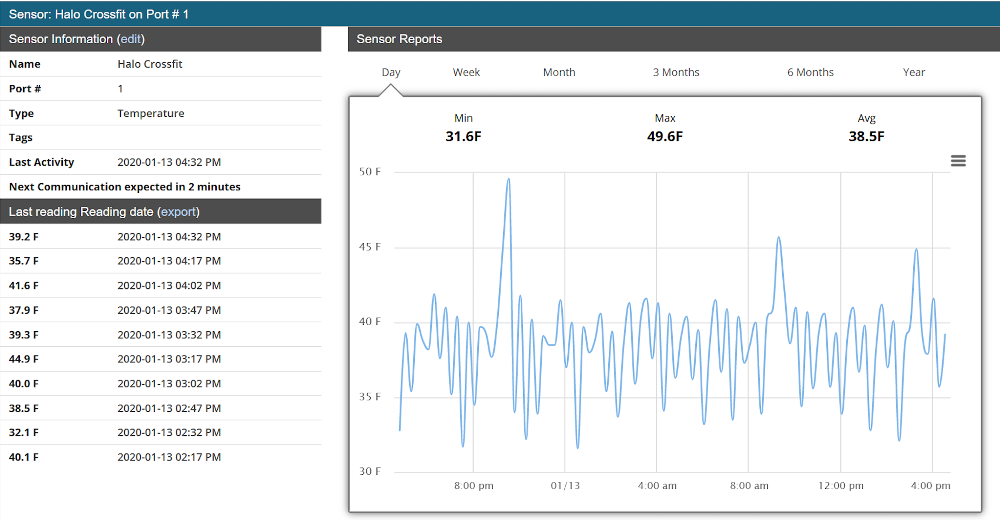 Sensor: Halo Crossfit on Port # 1
Sensor Information (edit)
Name Halo Crossfit
Port # 1
Type Temperature
Tags
Last Activity 2020-01-13 04:32 PM
Next Communication expected in 2 minutes
Last reading Reading date (export)
39.2 F 2020-01-13 04:32 PM
35.7 F 2020-01-13 04:17 PM
41.6 F 2020-01-13 04:02 PM
37.9 F 2020-01-13 03:47 PM
39.3 F 2020-01-13 03:32 PM
44.9 F 2020-01-13 03:17 PM
40.0 F 2020-01-13 03:02 PM
38.5 F 2020-01-13 02:47 PM
32.1 F 2020-01-13 02:32 PM
40.1 F 2020-01-13 02:17 PM
Sensor Reports
Day Week Month 3 Months 6 Months Year
Min Max Avg
31.6F 49.6F 38.5F
50 F
45 F
40 F
35 F
30 F
8:00 pm 01/13 4:00 am 8:00 am 12:00 pm 4:00 pm